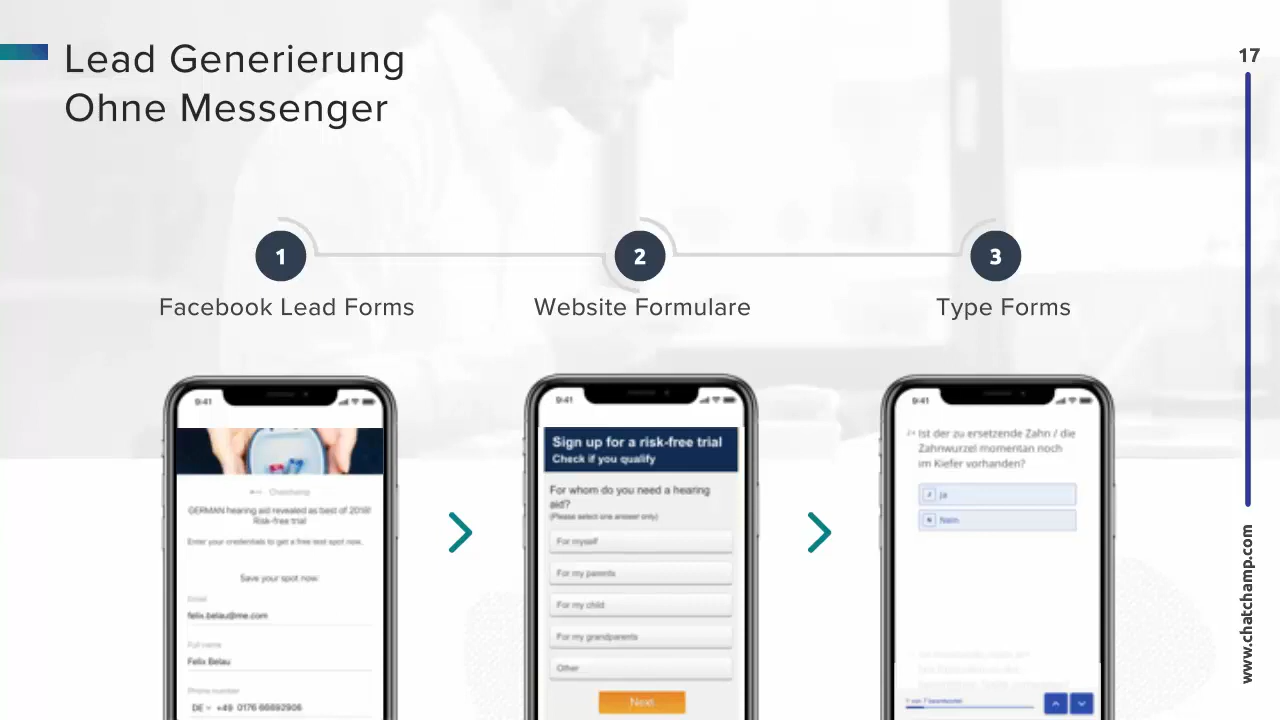 Lead Generierung
Ohne Messenger
17
1
2
3
Facebook Lead Forms
Website Formulare
Type Forms
9:41
Chatchamp
GERMAN hearing aid revealed as best of 2018!
Risk-free trial
Enter your credentials to get a free test spot now.
Save your spot now:
Email
felix.belau@me.com
Full name
Felix Belau
Phone number
DE +49 0176 66692906
9:41
Sign up for a risk-free trial
Check if you qualify
For whom do you need a hearing
aid?
(Please select one answer only)
For myself
For my parents
For my child
For my grandparents
Other
Next
9:41
Ist der zu ersetzende Zahn / die
Zahnwurzel momentan noch
im Kiefer vorhanden?
J Ja
N Nein
www.chatchamp.com